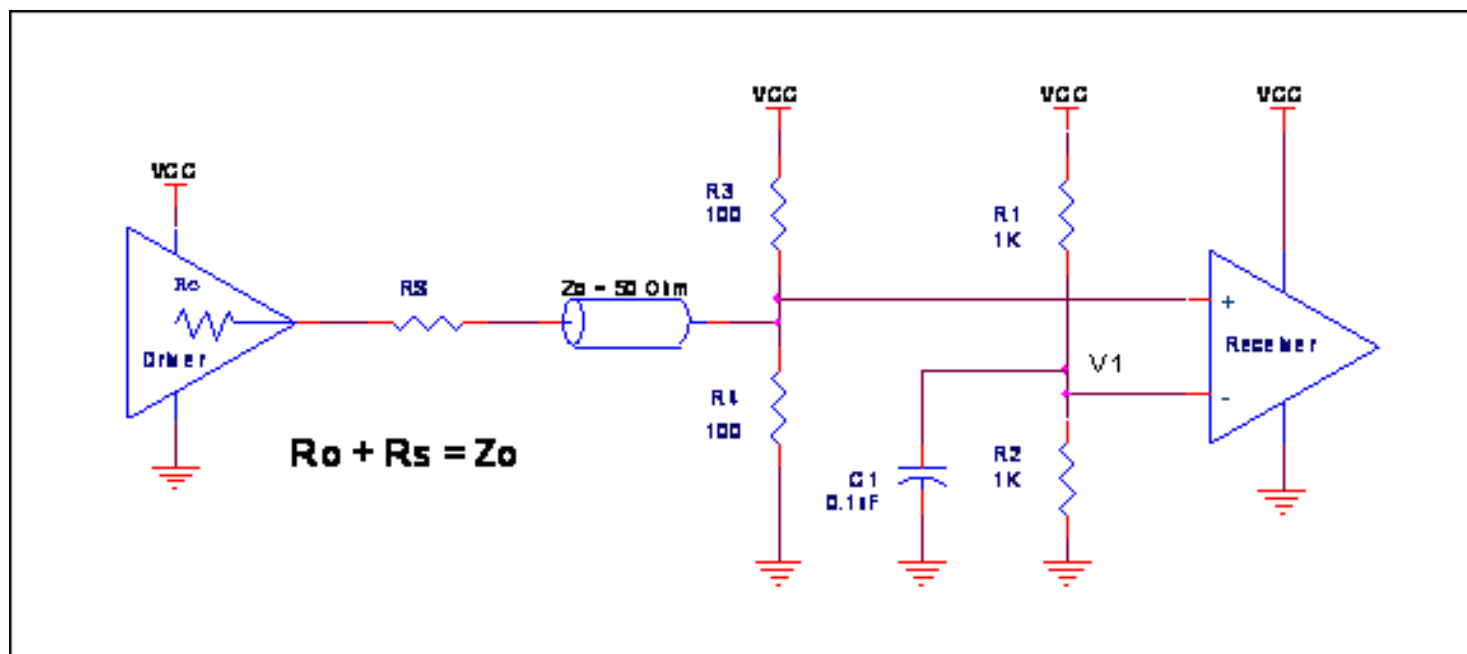 VCC
VCC
VCC
VCC
R3
100
R1
1K
Ro
RS
Zo = 50 Ohm
+
Driver
Receiver
V1
-
R4
100
Ro + Rs = Zo
R2
1K
C1
0.1uF